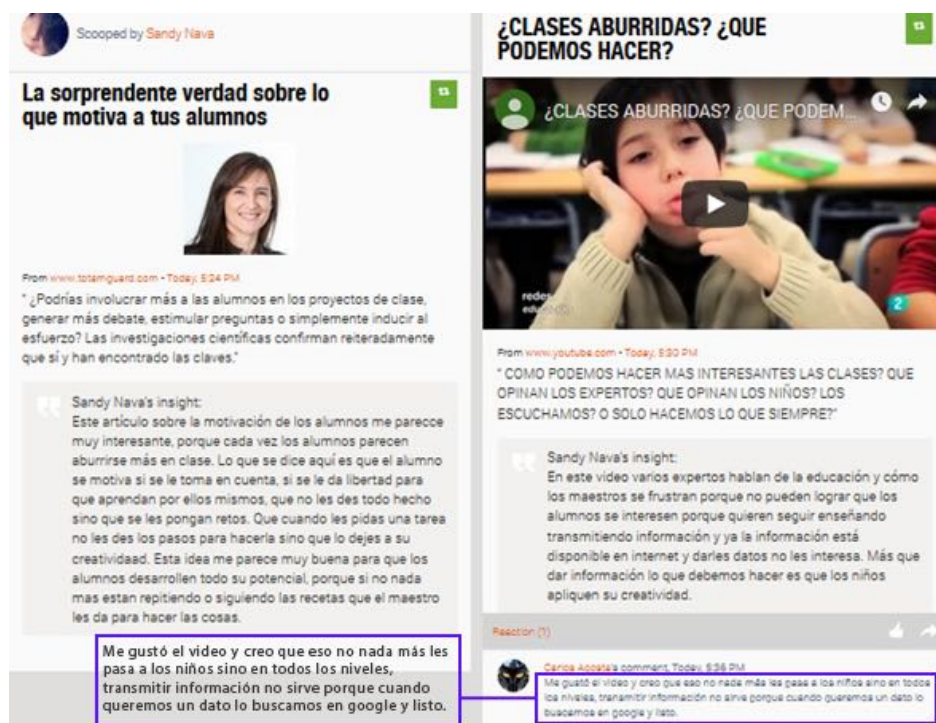 Scooped by Sandy Nava
La sorprendente verdad sobre lo
que motiva a tus alumnos
From www.totemguard.com • Today, 5:24 PM
" ¿Podrías involucrar más a las alumnos en los proyectos de clase,
generar más debate, estimular preguntas o simplemente inducir al
esfuerzo? Las investigaciones científicas confirman reiteradamente
que sí y han encontrado las claves."
Sandy Nava's insight:
Este artículo sobre la motivación de los alumnos me parecce
muy interesante, porque cada vez los alumnos parecen
aburrirse más en clase. Lo que se dice aquí es que el alumno
se motiva si se le toma en cuenta, si se le da libertad para
que aprendan por ellos mismos, que no les des todo hecho
sino que se les pongan retos. Que cuando les pidas una tarea
no les des los pasos para hacerla sino que lo dejes a su
creatividaad. Esta idea me parece muy buena para que los
alumnos desarrollen todo su potencial, porque si no nada
mas estan repitiendo o siguiendo las recetas que el maestro
les da para hacer las cosas.
Me gustó el video y creo que eso no nada más les
pasa a los niños sino en todos los niveles,
transmitir información no sirve porque cuando
queremos un dato lo buscamos en google y listo.
¿CLASES ABURRIDAS? ¿QUE
PODEMOS HACER?
¿CLASES ABURRIDAS? ¿QUE PODEM...
redes
2
From www.youtube.com • Today, 5:30 PM
" COMO PODEMOS HACER MAS INTERESANTES LAS CLASES? QUE
OPINAN LOS EXPERTOS? QUE OPINAN LOS NIÑOS? LOS
ESCUCHAMOS? O SOLO HACEMOS LO QUE SIEMPRE?"
Sandy Nava's insight:
En este video varios expertos hablan de la educación y cómo
los maestros se frustran porque no pueden lograr que los
alumnos se interesen porque quieren seguir enseñando
transmitiendo información y ya la información está
disponible en internet y darles datos no les interesa. Más que
dar información lo que debemos hacer es que los niños
apliquen su creatividad.
Reaction (1)
Carlos Acosta's comment, Today, 5:36 PM
Me gustó el video y creo que eso no nada más les pasa a los niños sino en todos
los niveles, transmitir información no sirve porque cuando queremos un dato lo
buscamos en google y listo.